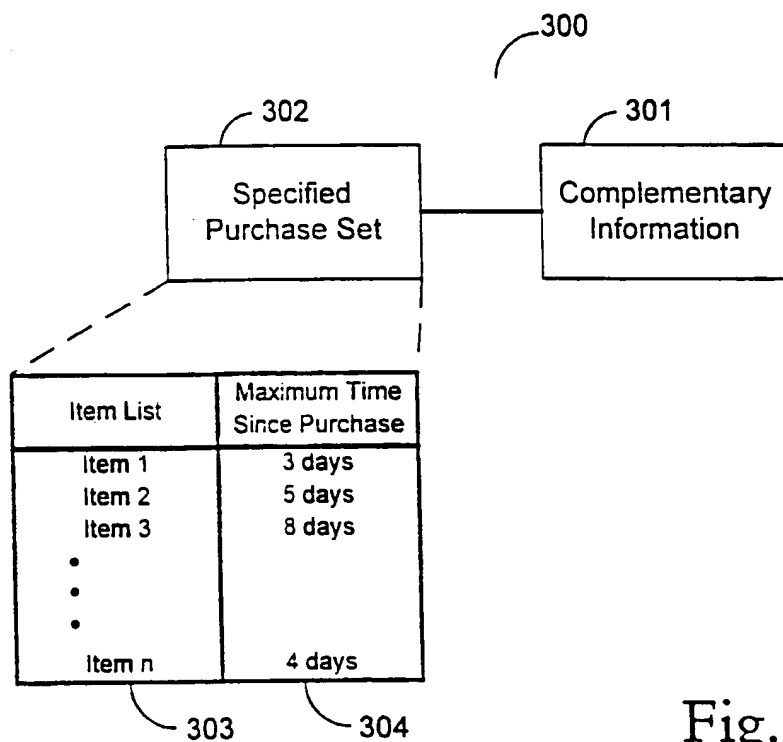 300
302
301
Specified
Purchase Set
Complementary
Information
Item List
Maximum Time
Since Purchase
Item 1 3 days
Item 2 5 days
Item 3 8 days
Item n 4 days
303
304
Fig.